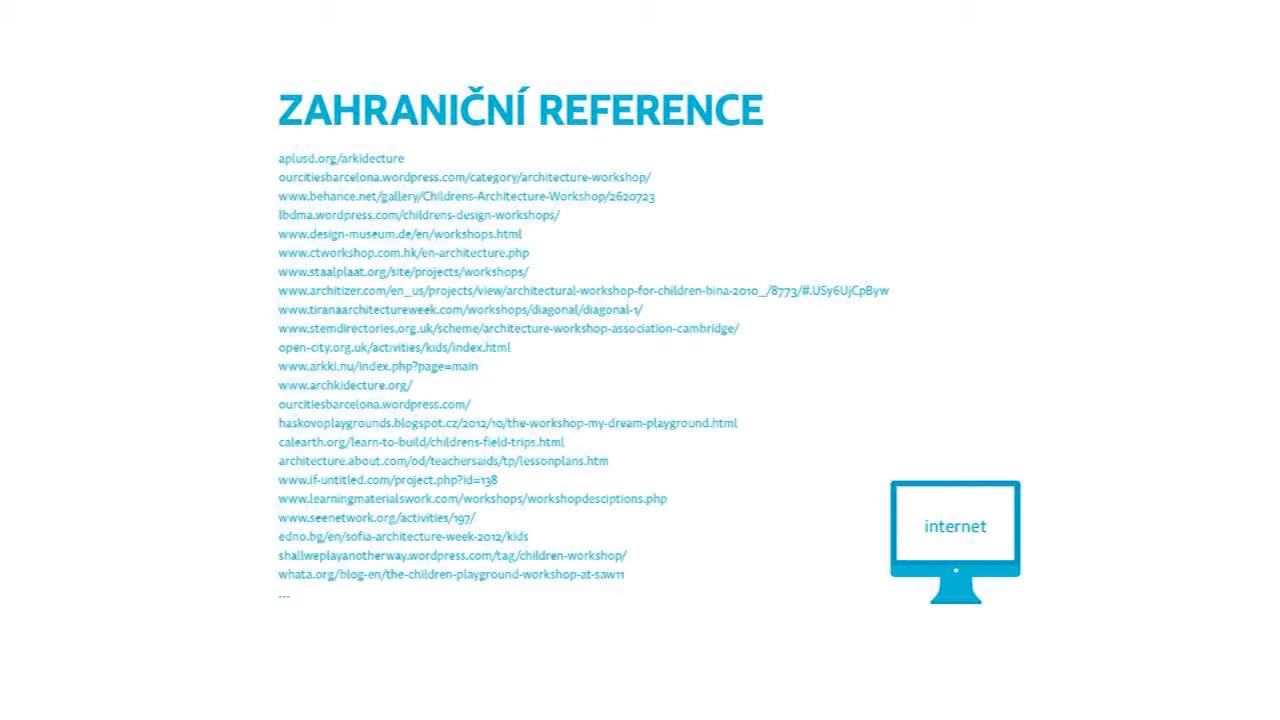 ZAHRANIČNÍ REFERENCE
aplusd.org/arkidecture
ourcitiesbarcelona.wordpress.com/category/architecture-workshop/
www.behance.net/gallery/Childrens-Architecture-Workshop/2620723
lbdma.wordpress.com/childrens-design-workshops/
www.design-museum.de/en/workshops.html
www.ctworkshop.com.hk/en-architecture.php
www.staalplaat.org/site/projects/workshops/
www.architizer.com/en_us/projects/view/architectural-workshop-for-children-bina-2010_/8773/#.USy6UjCpByw
www.tiranaarchitectureweek.com/workshops/diagonal/diagonal-1/
www.stemdirectories.org.uk/scheme/architecture-workshop-association-cambridge/
open-city.org.uk/activities/kids/index.html
www.arkki.nu/index.php?page=main
www.archkidecture.org/
ourcitiesbarcelona.wordpress.com/
haskovoplaygrounds.blogspot.cz/2012/10/the-workshop-my-dream-playground.html
calearth.org/learn-to-build/childrens-field-trips.html
architecture.about.com/od/teachersaids/tp/lessonplans.htm
www.if-untitled.com/project.php?id=138
www.learningmaterialswork.com/workshops/workshopdesciptions.php
www.seenetwork.org/activities/197/
edno.bg/en/sofia-architecture-week-2012/kids
shallweplayanotherway.wordpress.com/tag/children-workshop/
whata.org/blog-en/the-children-playground-workshop-at-saw11
...
internet